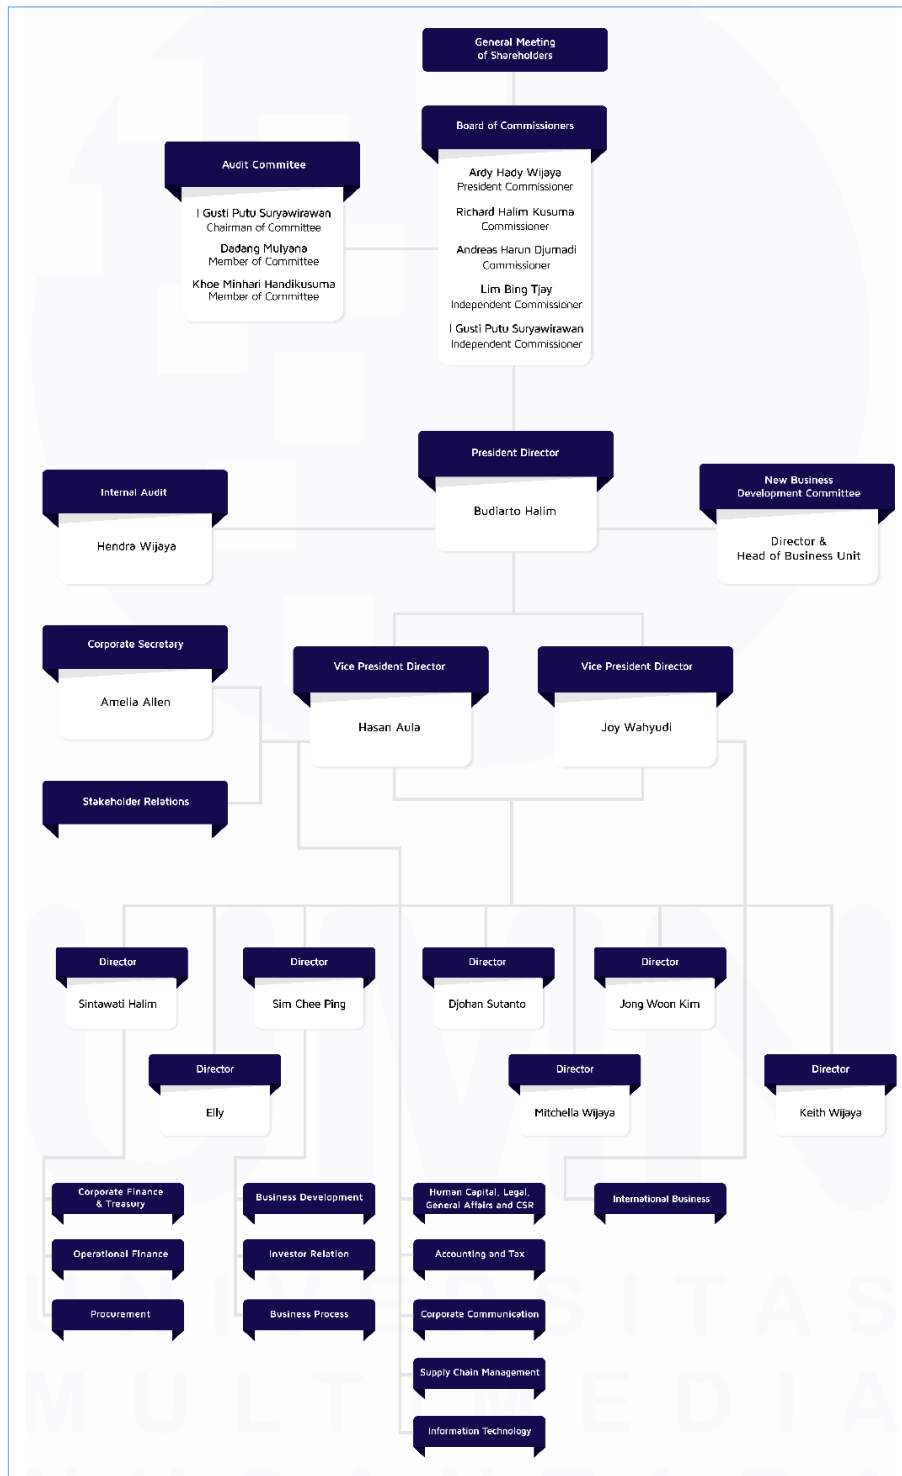 General Meeting
of Shareholders
Board of Commissioners
Ardy Hady Wijaya
President Commissioner
Richard Halim Kusuma
Commissioner
Andreas Harun Djumadi
Commissioner
Lim Bing Tjay
Independent Commissioner
I Gusti Putu Suryawirawan
Independent Commissioner
Audit Commitee
I Gusti Putu Suryawirawan
Chairman of Committee
Dadang Mulyana
Member of Committee
Khoe Minhari Handikusuma
Member of Committee
President Director
Budiarto Halim
Internal Audit
Hendra Wijaya
New Business
Development Committee
Director &
Head of Business Unit
Corporate Secretary
Amelia Allen
Vice President Director
Hasan Aula
Vice President Director
Joy Wahyudi
Stakeholder Relations
Director
Sintawati Halim
Director
Sim Chee Ping
Director
Djohan Sutanto
Director
Jong Woon Kim
Director
Elly
Director
Mitchella Wijaya
Director
Keith Wijaya
Corporate Finance
& Treasury
Operational Finance
Procurement
Business Development
Investor Relation
Business Process
Human Capital, Legal,
General Affairs and CSR
Accounting and Tax
Corporate Communication
Supply Chain Management
Information Technology
International Business
UMN
UNIVERSITAS
MULTIMEDIA